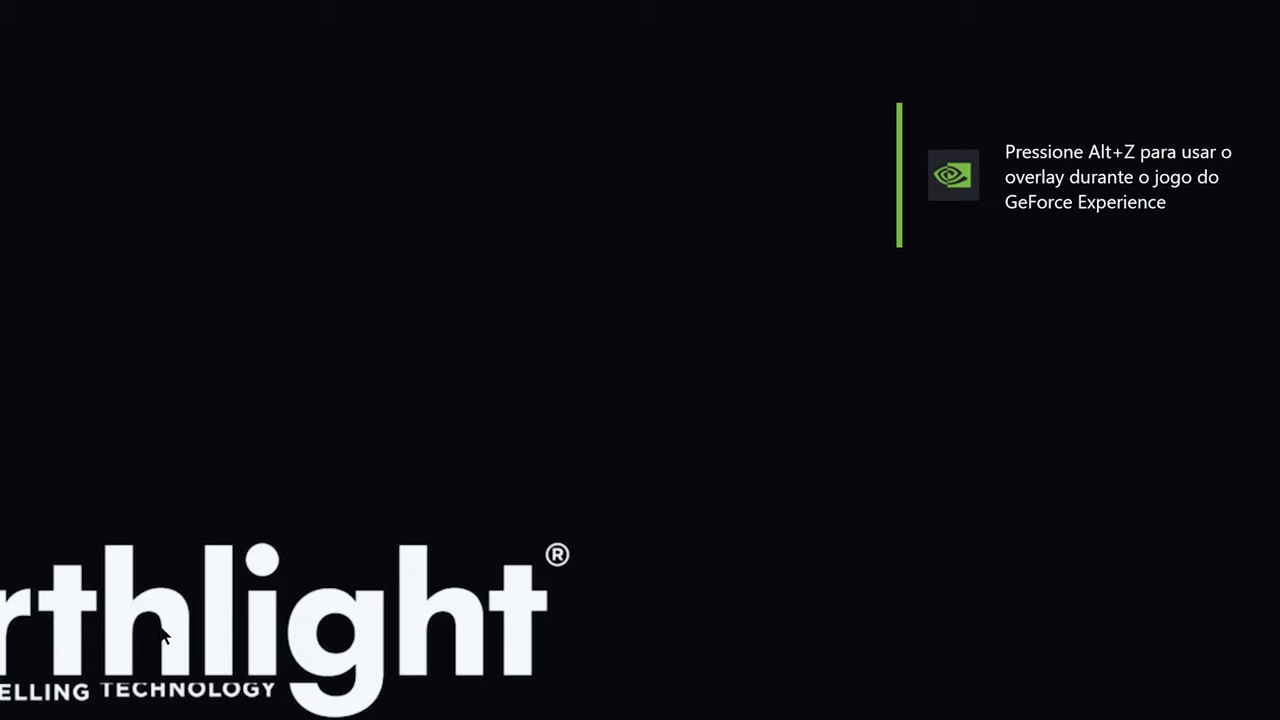 Pressione Alt+Z para usar o
overlay durante o jogo do
GeForce Experience
rthlight®
ELLING TECHNOLOGY